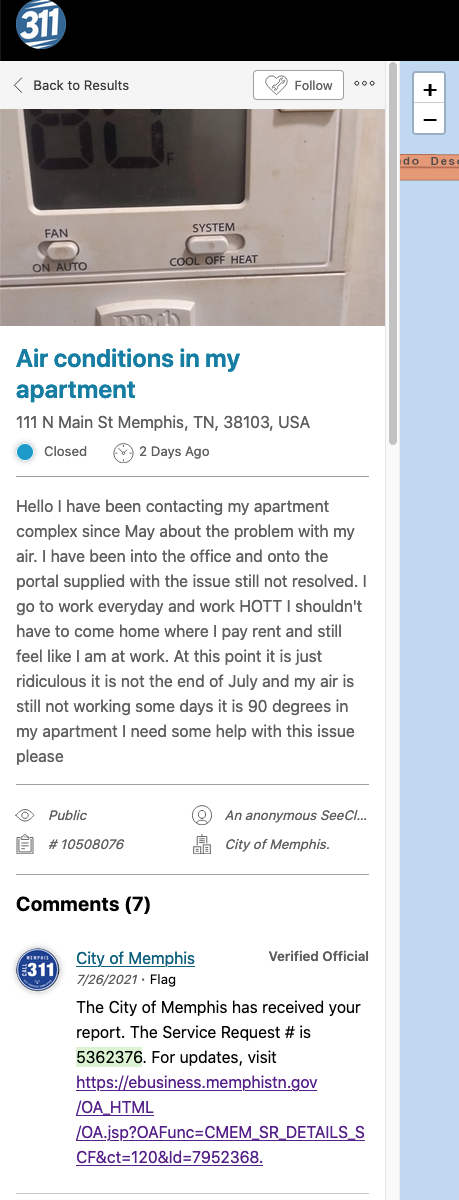 311
Back to Results
Follow
+
−
F
FAN
SYSTEM
ON AUTO
COOL OFF HEAT
Air conditions in my
apartment
111 N Main St Memphis, TN, 38103, USA
Closed
2 Days Ago
Hello I have been contacting my apartment
complex since May about the problem with my
air. I have been into the office and onto the
portal supplied with the issue still not resolved. I
go to work everyday and work HOTT I shouldn't
have to come home where I pay rent and still
feel like I am at work. At this point it is just
ridiculous it is not the end of July and my air is
still not working some days it is 90 degrees in
my apartment I need some help with this issue
please
Public
An anonymous SeeCl...
# 10508076
City of Memphis.
Comments (7)
MEMPHIS
CALL 311
City of Memphis
Verified Official
7/26/2021 · Flag
The City of Memphis has received your
report. The Service Request # is
5362376. For updates, visit
https://ebusiness.memphistn.gov
/OA_HTML
/OA.jsp?OAFunc=CMEM_SR_DETAILS_S
CF&ct=120&Id=7952368.